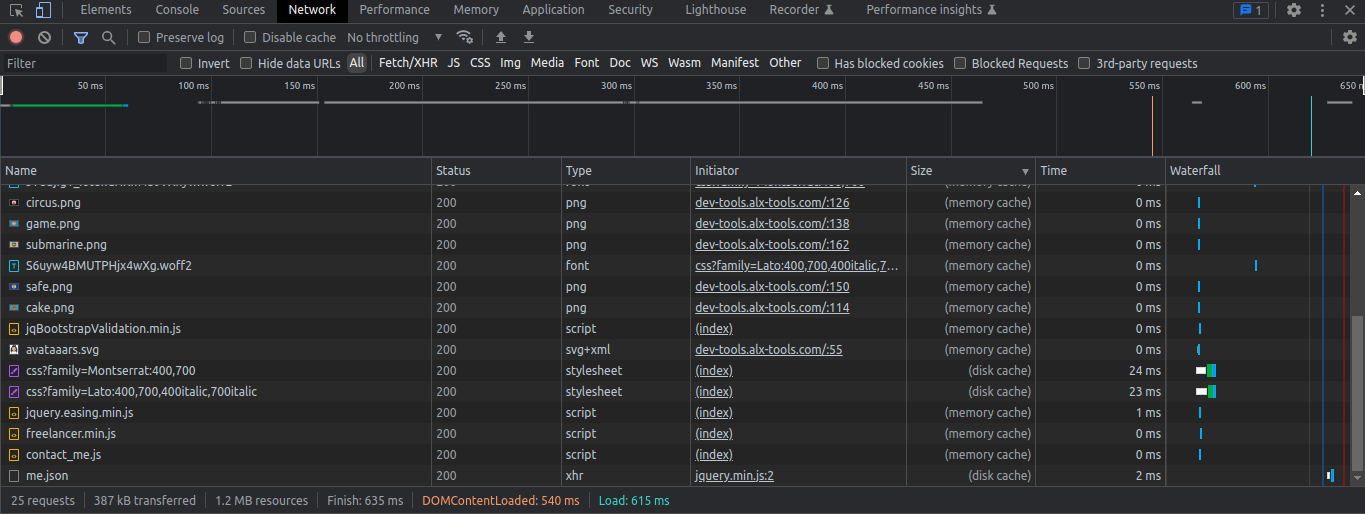 Elements Console Sources Network Performance Memory Application Security Lighthouse Recorder Performance insights 1
Preserve log Disable cache No throttling
Filter Invert Hide data URLs All Fetch/XHR JS CSS Img Media Font Doc WS Wasm Manifest Other Has blocked cookies Blocked Requests 3rd-party requests
50 ms 100 ms 150 ms 200 ms 250 ms 300 ms 350 ms 400 ms 450 ms 500 ms 550 ms 600 ms 650 m
Name Status Type Initiator Size Time Waterfall
200 font (memory cache) 0 ms
circus.png 200 png dev-tools.alx-tools.com/:126 (memory cache) 0 ms
game.png 200 png dev-tools.alx-tools.com/:138 (memory cache) 0 ms
submarine.png 200 png dev-tools.alx-tools.com/:162 (memory cache) 0 ms
S6uyw4BMUTPHjx4wXg.woff2 200 font css?family=Lato:400,700,400italic,7... (memory cache) 0 ms
safe.png 200 png dev-tools.alx-tools.com/:150 (memory cache) 0 ms
cake.png 200 png dev-tools.alx-tools.com/:114 (memory cache) 0 ms
jqBootstrapValidation.min.js 200 script (index) (memory cache) 0 ms
avataaars.svg 200 svg+xml dev-tools.alx-tools.com/:55 (memory cache) 0 ms
css?family=Montserrat:400,700 200 stylesheet (index) (disk cache) 24 ms
css?family=Lato:400,700,400italic,700italic 200 stylesheet (index) (disk cache) 23 ms
jquery.easing.min.js 200 script (index) (memory cache) 1 ms
freelancer.min.js 200 script (index) (memory cache) 0 ms
contact_me.js 200 script (index) (memory cache) 0 ms
me.json 200 xhr jquery.min.js:2 (disk cache) 2 ms
25 requests 387 kB transferred 1.2 MB resources Finish: 635 ms DOMContentLoaded: 540 ms Load: 615 ms